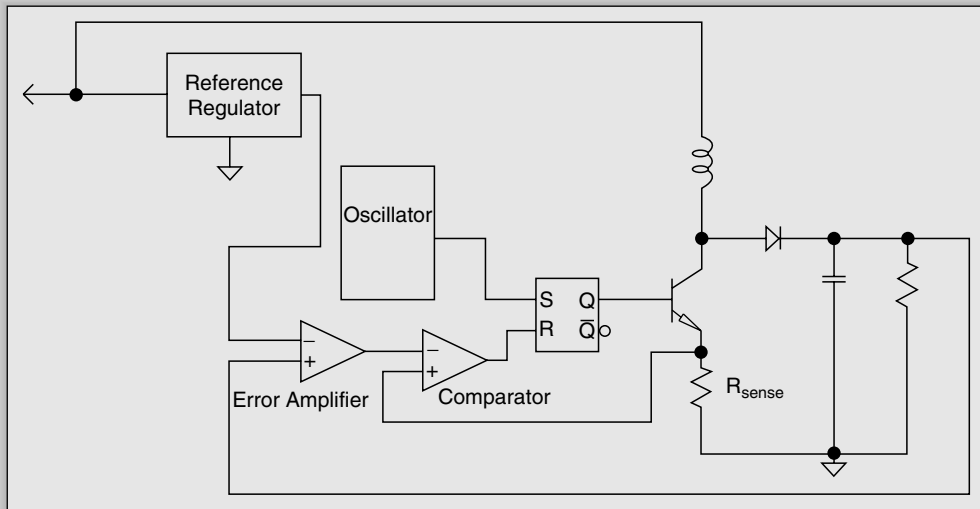 Reference
Regulator
Oscillator
S Q
R Q̅
−
+
Error Amplifier
−
+
Comparator
Rsense